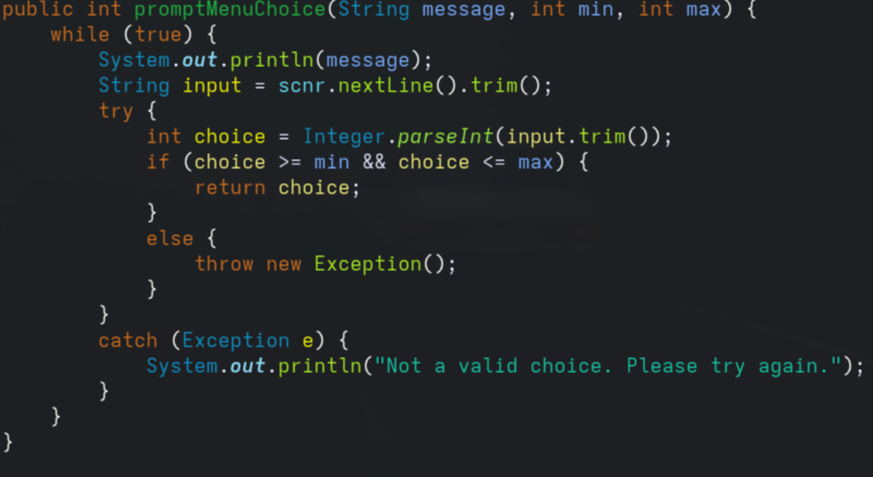 public int promptMenuChoice(String message, int min, int max) {
    while (true) {
        System.out.println(message);
        String input = scnr.nextLine().trim();
        try {
            int choice = Integer.parseInt(input.trim());
            if (choice >= min && choice <= max) {
                return choice;
            }
            else {
                throw new Exception();
            }
        }
        catch (Exception e) {
            System.out.println("Not a valid choice. Please try again.");
        }
    }
}